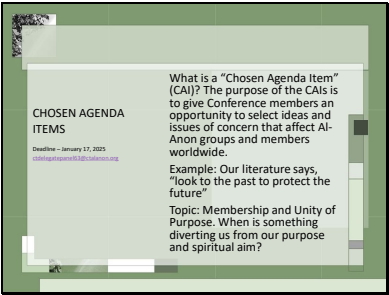 CHOSEN AGENDA
ITEMS
Deadline – January 17, 2025
ctdelegatepanel63@ctalanon.org
What is a “Chosen Agenda Item”
(CAI)? The purpose of the CAIs is
to give Conference members an
opportunity to select ideas and
issues of concern that affect Al-
Anon groups and members
worldwide.
Example: Our literature says,
“look to the past to protect the
future”
Topic: Membership and Unity of
Purpose. When is something
diverting us from our purpose
and spiritual aim?